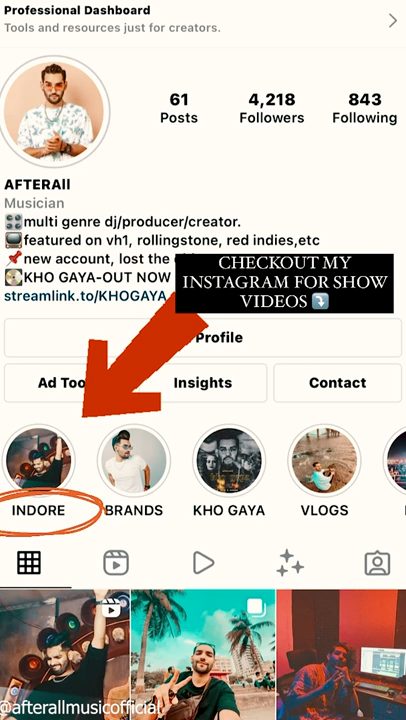 Professional Dashboard
Tools and resources just for creators.
61
Posts
4,218
Followers
843
Following
AFTERAll
Musician
multi genre dj/producer/creator.
featured on vh1, rollingstone, red indies,etc
new account, lost the
KHO GAYA-OUT NOW
streamlink.to/KHOGAYA
CHECKOUT MY
INSTAGRAM FOR SHOW
VIDEOS
Profile
Ad Too
Insights
Contact
INDORE
BRANDS
KHO GAYA
VLOGS
@afterallmusicofficial